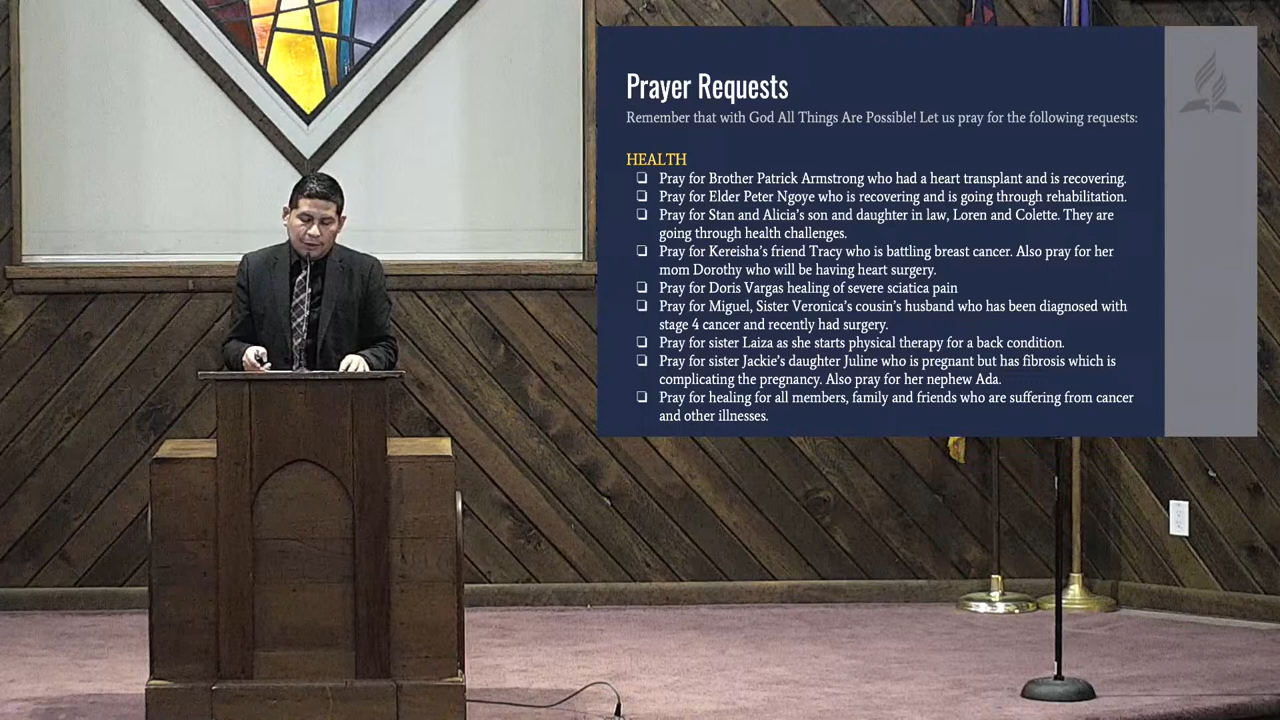 Prayer Requests
Remember that with God All Things Are Possible! Let us pray for the following requests:
HEALTH
Pray for Brother Patrick Armstrong who had a heart transplant and is recovering.
Pray for Elder Peter Ngoye who is recovering and is going through rehabilitation.
Pray for Stan and Alicia's son and daughter in law, Loren and Colette. They are
going through health challenges.
Pray for Kereisha's friend Tracy who is battling breast cancer. Also pray for her
mom Dorothy who will be having heart surgery.
Pray for Doris Vargas healing of severe sciatica pain
Pray for Miguel, Sister Veronica's cousin's husband who has been diagnosed with
stage 4 cancer and recently had surgery.
Pray for sister Laiza as she starts physical therapy for a back condition.
Pray for sister Jackie's daughter Juline who is pregnant but has fibrosis which is
complicating the pregnancy. Also pray for her nephew Ada.
Pray for healing for all members, family and friends who are suffering from cancer
and other illnesses.